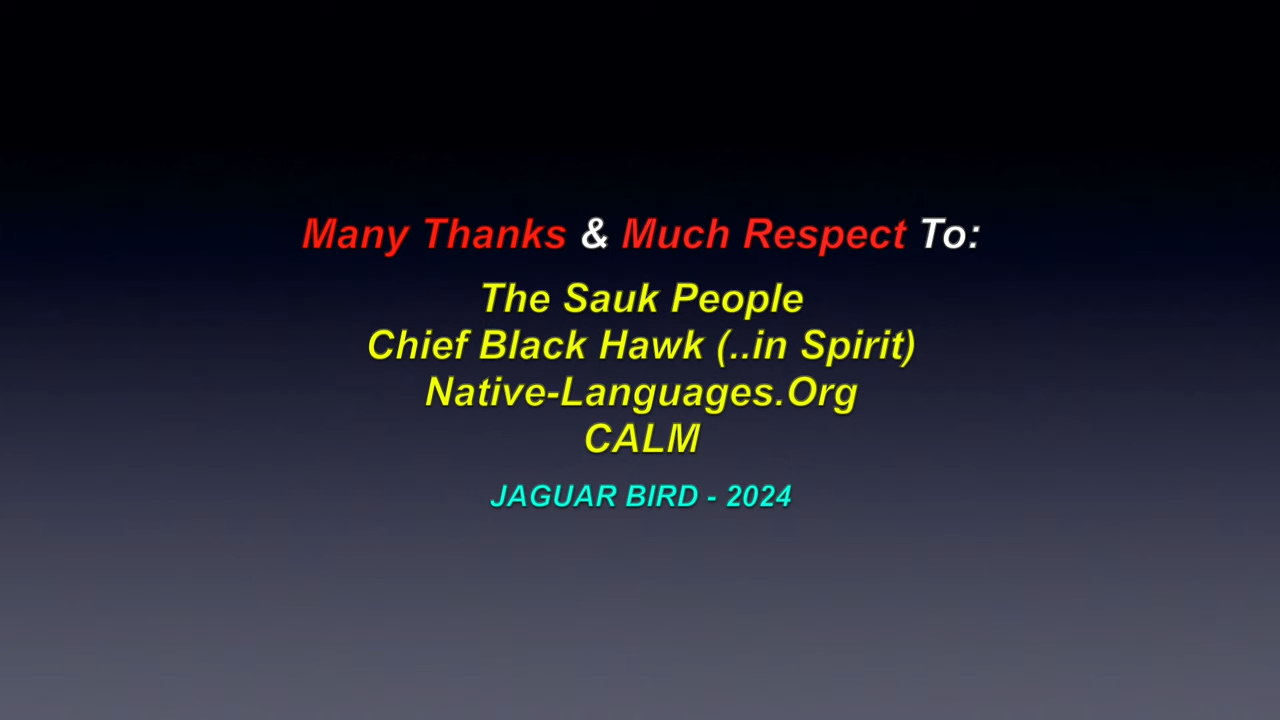 Many Thanks & Much Respect To:
The Sauk People
Chief Black Hawk (..in Spirit)
Native-Languages.Org
CALM
JAGUAR BIRD - 2024